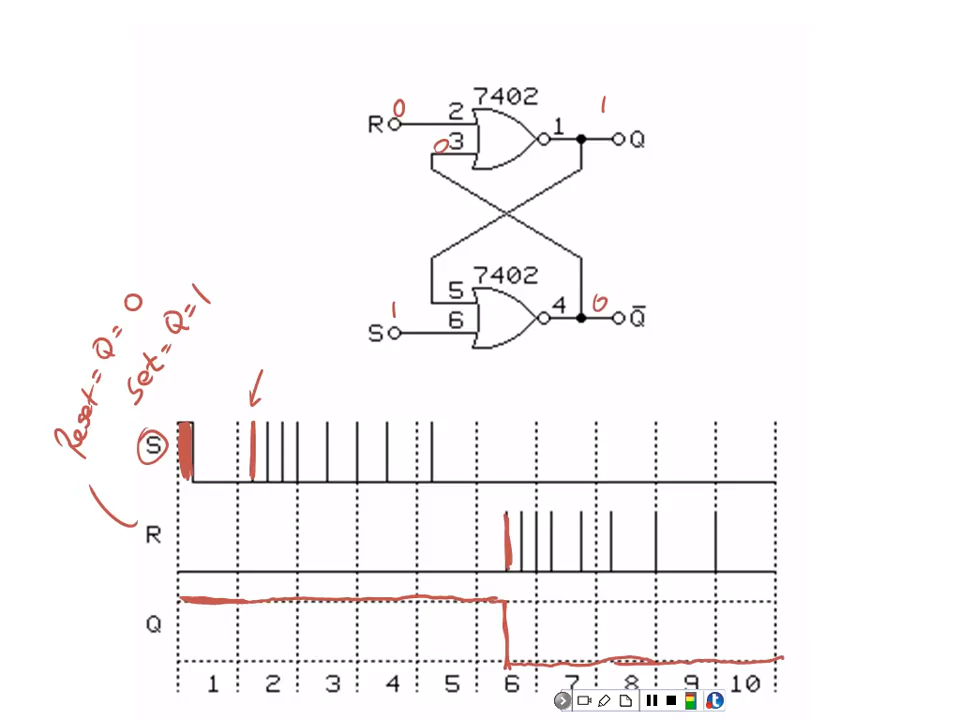 7402
R 0 2 1 1 Q
0 3
7402
5
S 1 6 4 0 Q̅
Reset = Q = 0
Set = Q = 1
S
R
Q
1 2 3 4 5 6 7 8 9 10